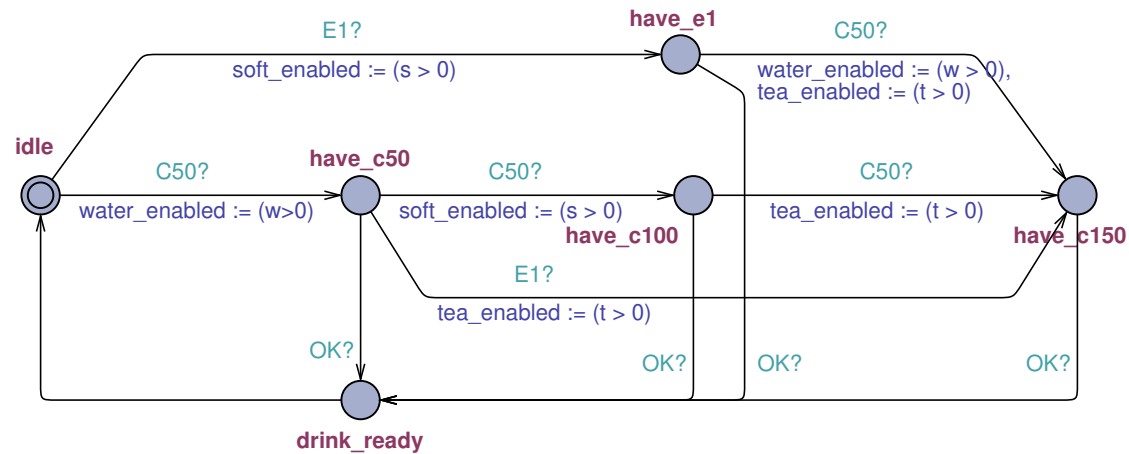 have_e1
E1?
C50?
soft_enabled := (s > 0)
water_enabled := (w > 0),
tea_enabled := (t > 0)
idle
have_c50
C50?
C50?
C50?
water_enabled := (w>0)
soft_enabled := (s > 0)
tea_enabled := (t > 0)
have_c100
have_c150
E1?
tea_enabled := (t > 0)
OK?
OK?
OK?
OK?
drink_ready